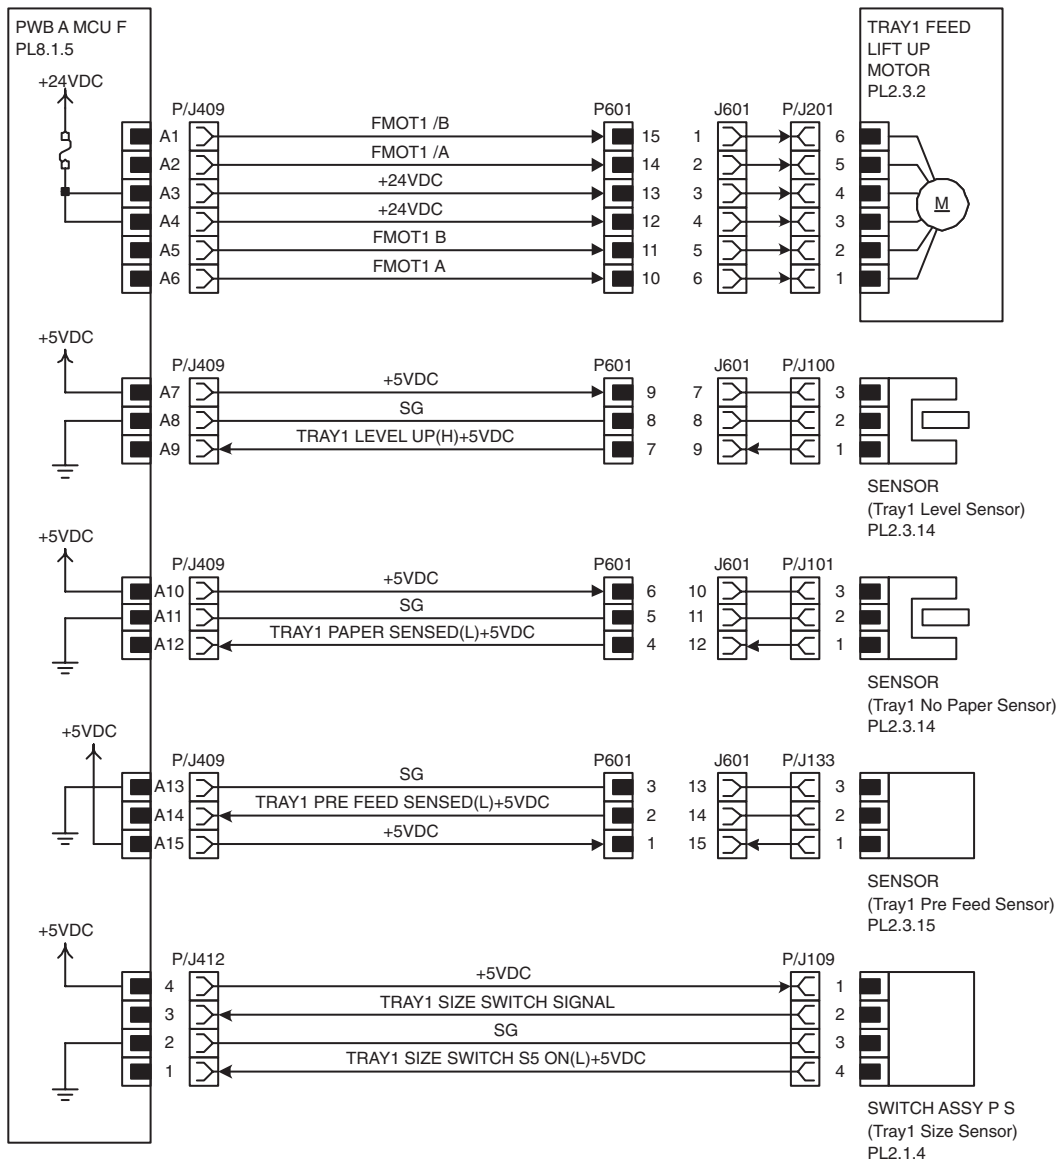 PWB A MCU F
PL8.1.5
+24VDC
TRAY1 FEED
LIFT UP
MOTOR
PL2.3.2
P/J409 P601 J601 P/J201
A1 FMOT1 /B 15 1 6
A2 FMOT1 /A 14 2 5
A3 +24VDC 13 3 4
A4 +24VDC 12 4 3
A5 FMOT1 B 11 5 2
A6 FMOT1 A 10 6 1
M
+5VDC
P/J409 P601 J601 P/J100
A7 +5VDC 9 7 3
A8 SG 8 8 2
A9 TRAY1 LEVEL UP(H)+5VDC 7 9 1
SENSOR
(Tray1 Level Sensor)
PL2.3.14
+5VDC
P/J409 P601 J601 P/J101
A10 +5VDC 6 10 3
A11 SG 5 11 2
A12 TRAY1 PAPER SENSED(L)+5VDC 4 12 1
SENSOR
(Tray1 No Paper Sensor)
PL2.3.14
+5VDC
P/J409 P601 J601 P/J133
A13 SG 3 13 3
A14 TRAY1 PRE FEED SENSED(L)+5VDC 2 14 2
A15 +5VDC 1 15 1
SENSOR
(Tray1 Pre Feed Sensor)
PL2.3.15
+5VDC
P/J412 P/J109
4 +5VDC 1
3 TRAY1 SIZE SWITCH SIGNAL 2
2 SG 3
1 TRAY1 SIZE SWITCH S5 ON(L)+5VDC 4
SWITCH ASSY P S
(Tray1 Size Sensor)
PL2.1.4